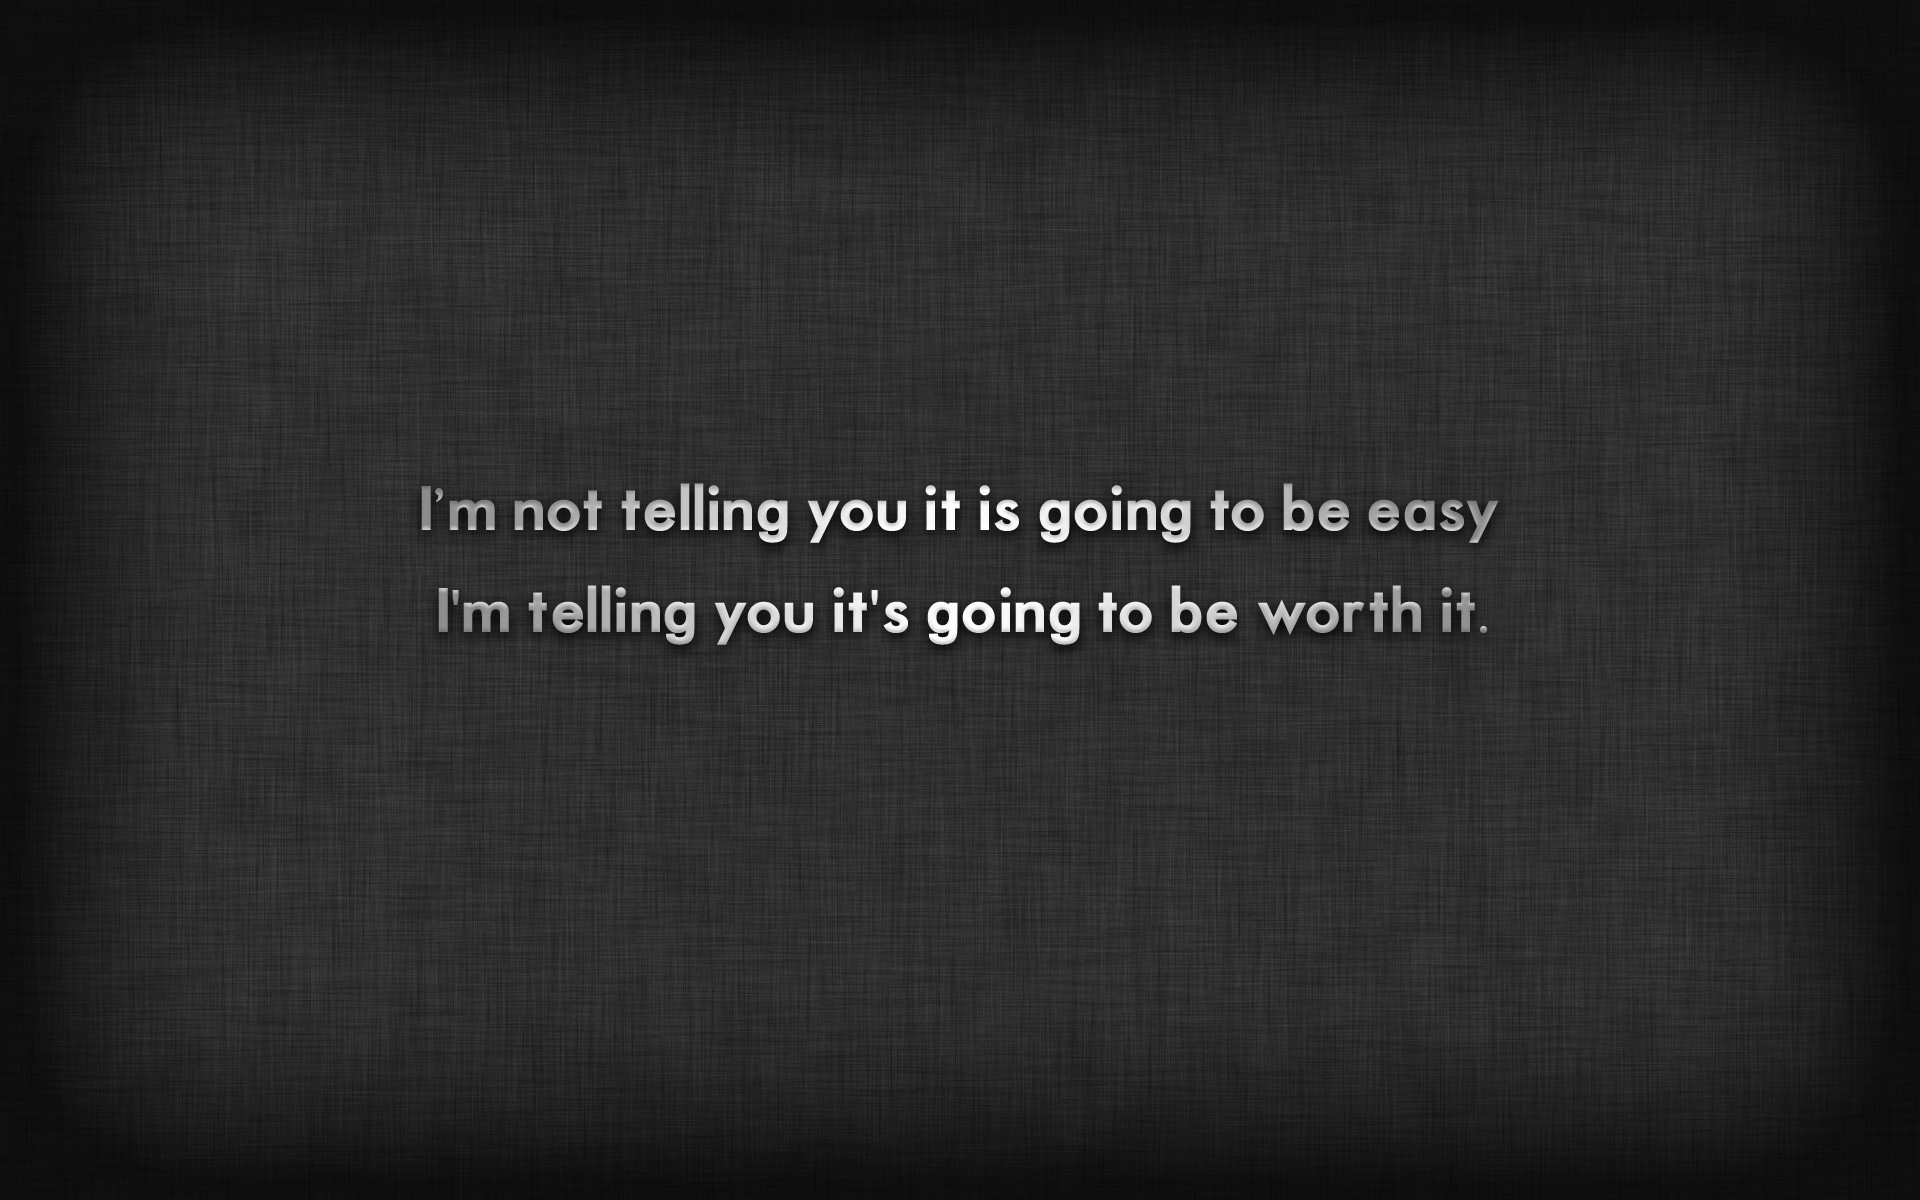 I’m not telling you it is going to be easy
I'm telling you it's going to be worth it.